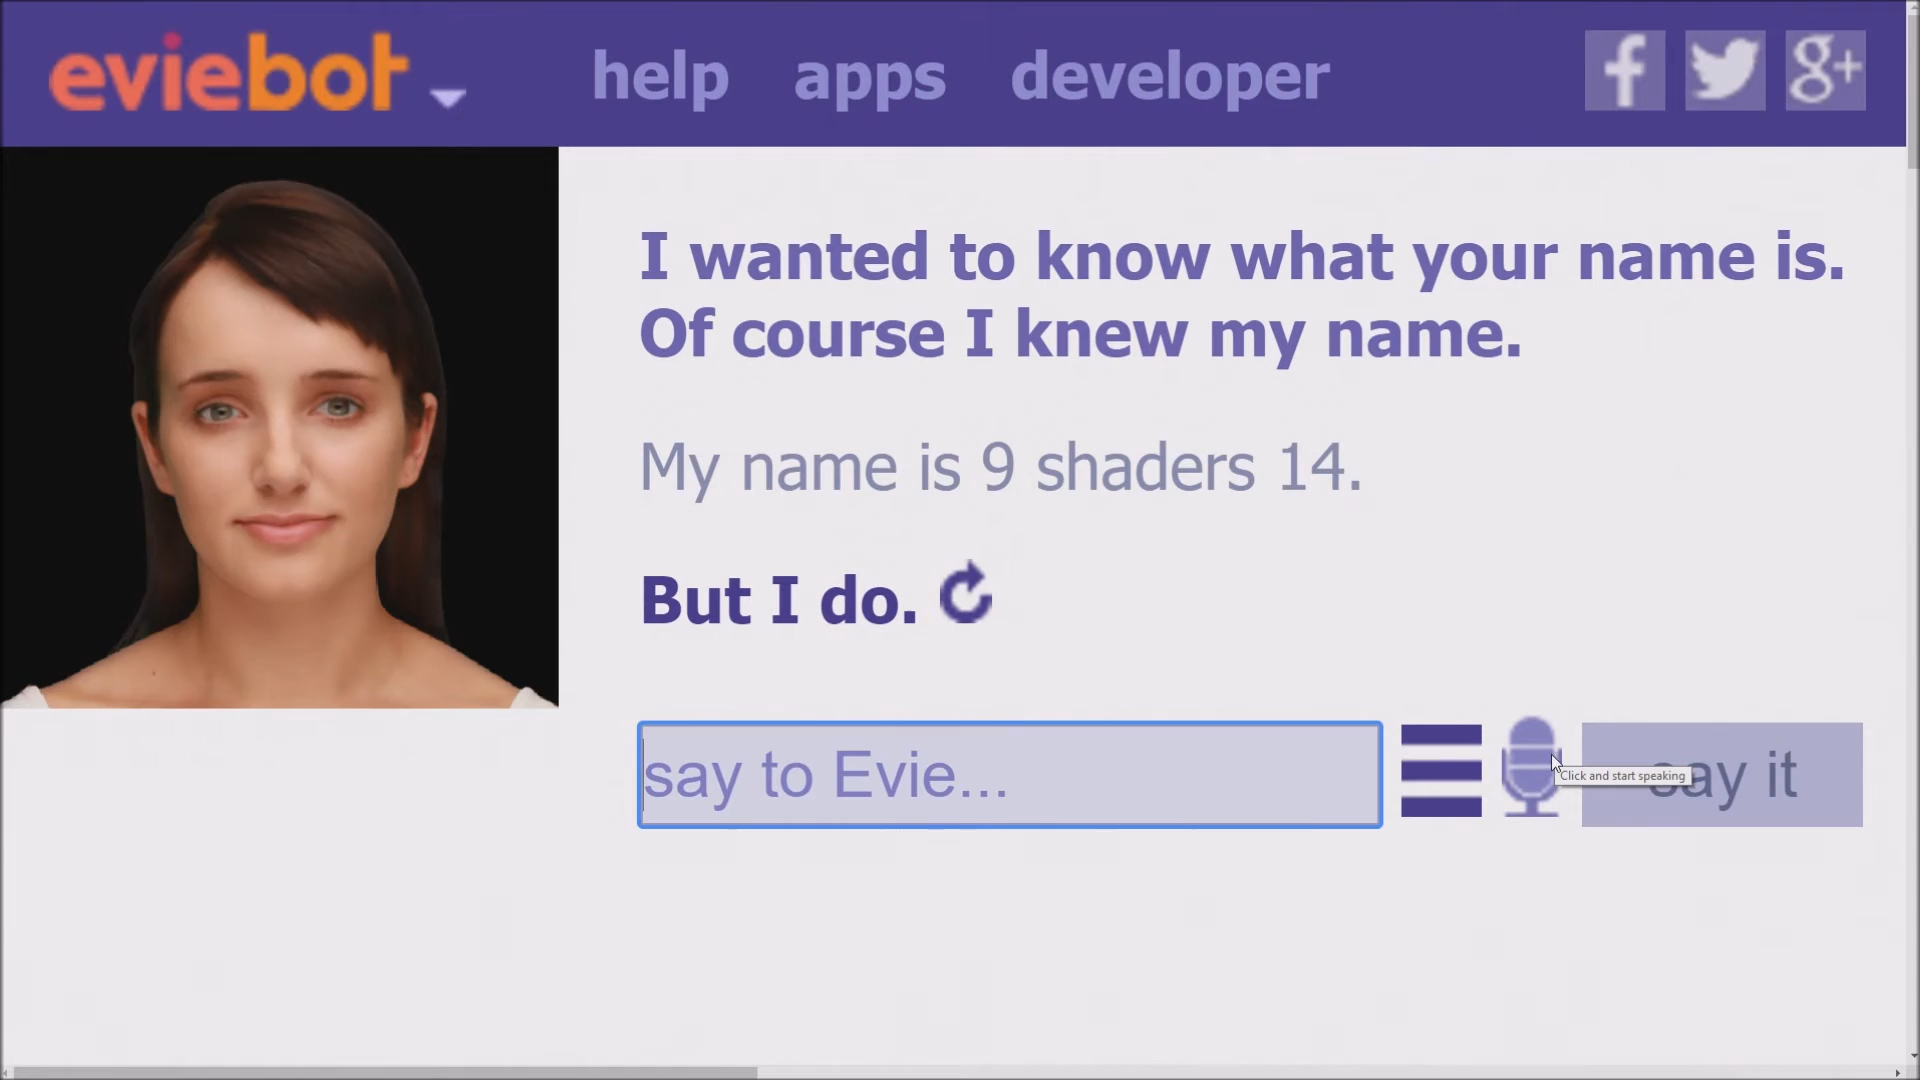 eviebot
help apps developer
f g+
I wanted to know what your name is.
Of course I knew my name.
My name is 9 shaders 14.
But I do.
say to Evie...
say it
Click and start speaking